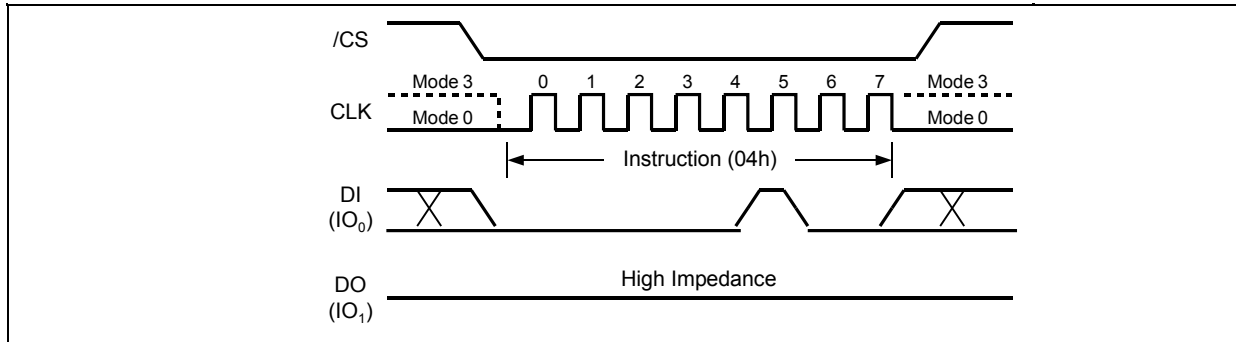 /CS
Mode 3 0 1 2 3 4 5 6 7 Mode 3
CLK
Mode 0 Mode 0
Instruction (04h)
DI
(IO₀)
High Impedance
DO
(IO₁)